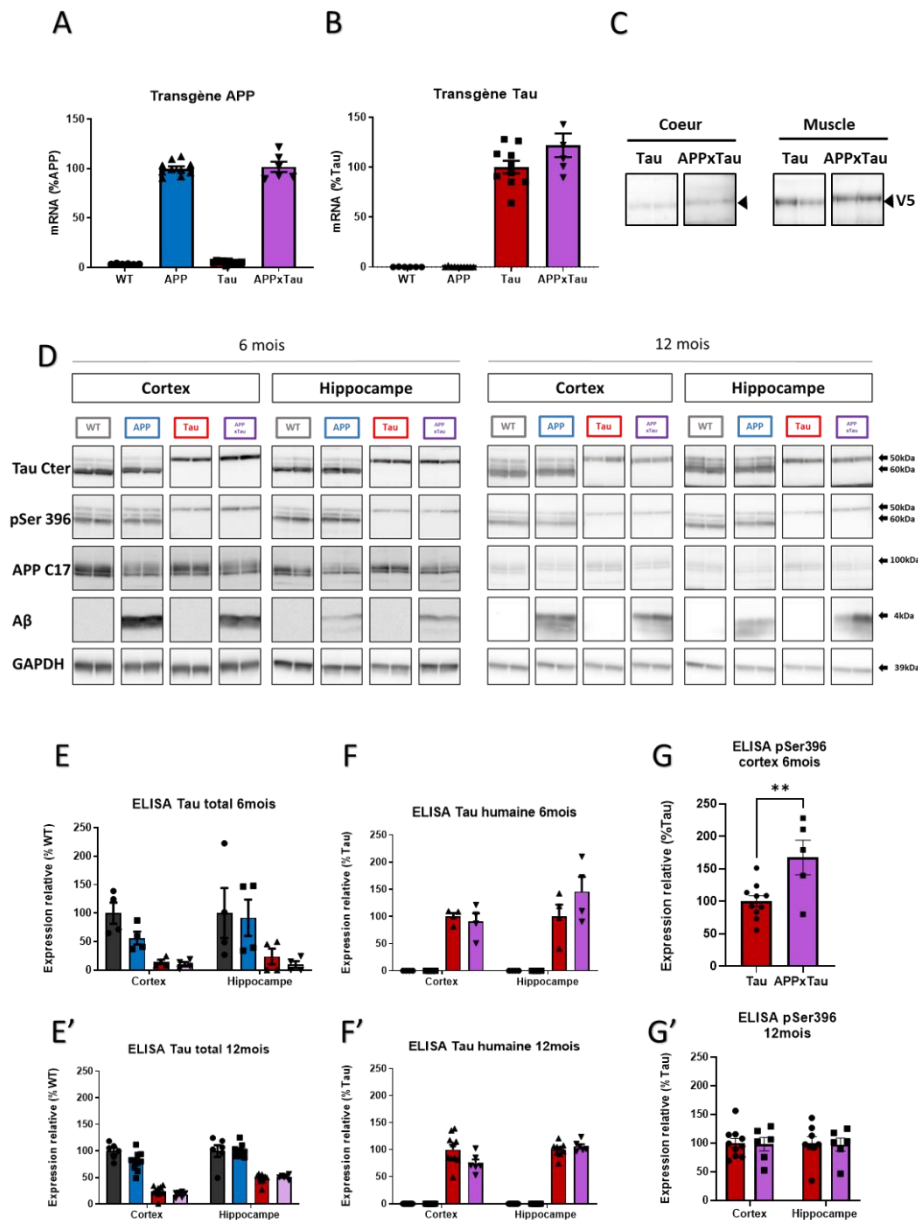 A
B
C
Transgène APP
mRNA (%APP)
150
100
50
0
WT APP Tau APPxTau
Transgène Tau
mRNA (%Tau)
150
100
50
0
WT APP Tau APPxTau
Coeur Muscle
Tau APPxTau Tau APPxTau
V5
D
6 mois 12 mois
Cortex Hippocampe Cortex Hippocampe
WT APP Tau APP xTau WT APP Tau APP xTau WT APP Tau APP xTau WT APP Tau APP xTau
Tau Cter 50kDa
60kDa
pSer 396 50kDa
60kDa
APP C17 100kDa
Aβ 4kDa
GAPDH 39kDa
E
ELISA Tau total 6mois
Expression relative (%WT)
250
200
150
100
50
0
Cortex Hippocampe
F
ELISA Tau humaine 6mois
Expression relative (%Tau)
250
200
150
100
50
0
Cortex Hippocampe
G
ELISA pSer396
cortex 6mois
**
Expression relative (%Tau)
250
200
150
100
50
0
Tau APPxTau
E'
ELISA Tau total 12mois
Expression relative (%WT)
250
200
150
100
50
0
Cortex Hippocampe
F'
ELISA Tau humaine 12mois
Expression relative (%Tau)
250
200
150
100
50
0
Cortex Hippocampe
G'
ELISA pSer396
12mois
Expression relative (%Tau)
250
200
150
100
50
0
Cortex Hippocampe